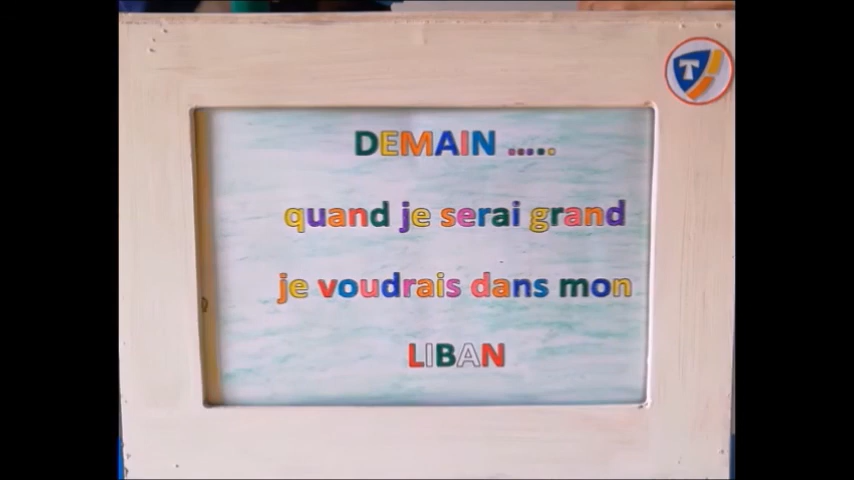 T
DEMAIN .....
quand je serai grand
je voudrais dans mon
LIBAN